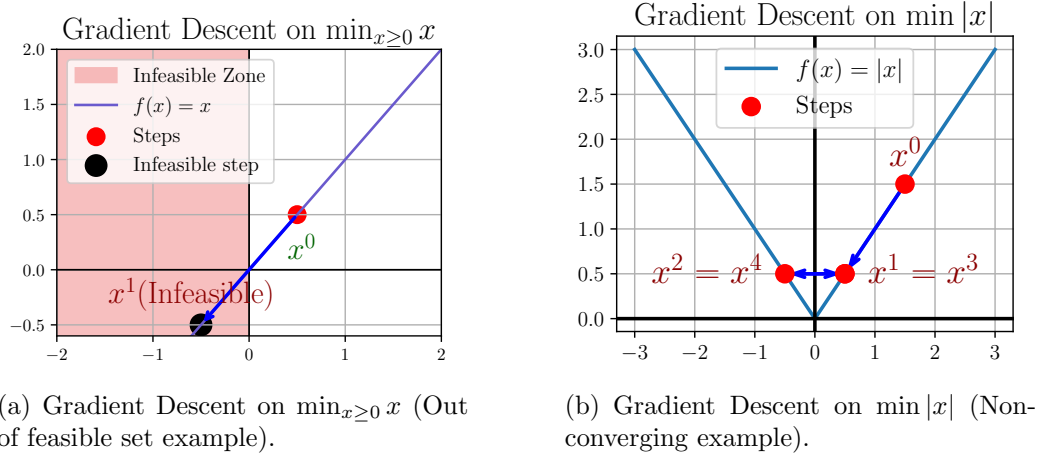 Gradient Descent on min_{x≥0} x
2.0
1.5
1.0
0.5
0.0
−0.5
−2
−1
0
1
2
Infeasible Zone
f(x) = x
Steps
Infeasible step
x^0
x^1(Infeasible)
(a) Gradient Descent on min_{x≥0} x (Out
of feasible set example).
Gradient Descent on min |x|
3.0
2.5
2.0
1.5
1.0
0.5
0.0
−3
−2
−1
0
1
2
3
f(x) = |x|
Steps
x^0
x^2 = x^4
x^1 = x^3
(b) Gradient Descent on min |x| (Non-
converging example).